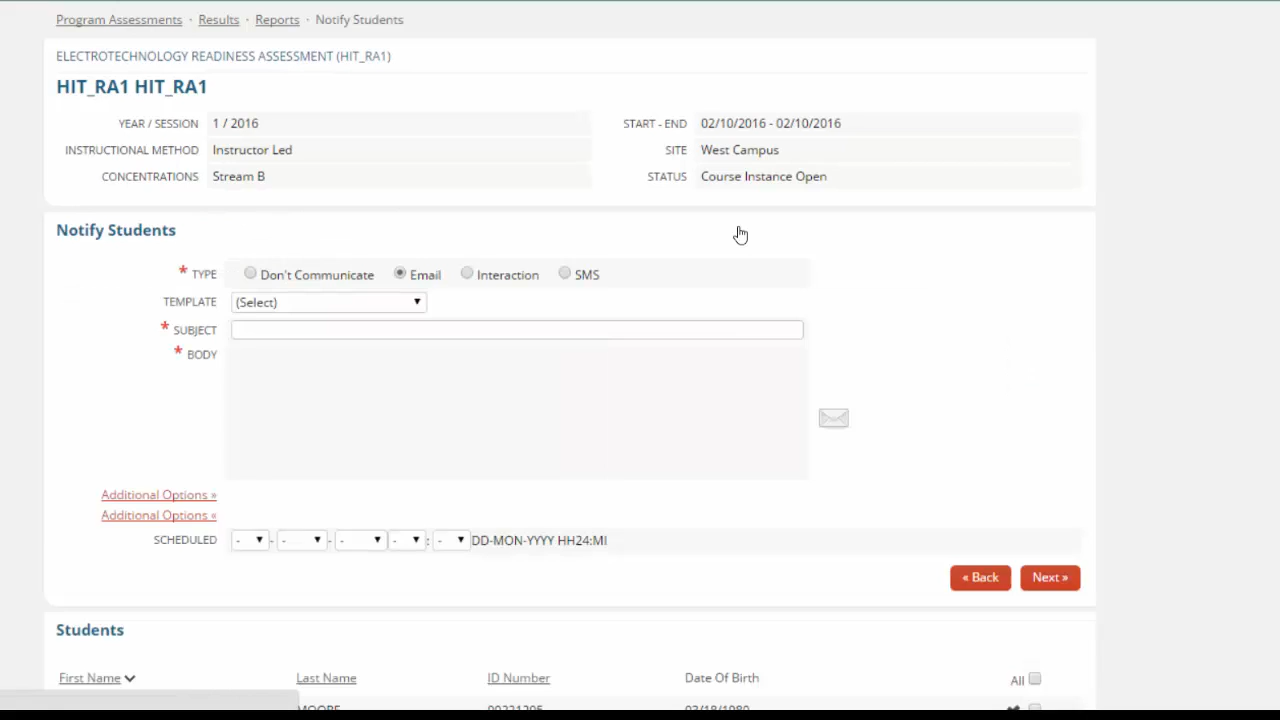 Program Assessments · Results · Reports · Notify Students
ELECTROTECHNOLOGY READINESS ASSESSMENT (HIT_RA1)
HIT_RA1 HIT_RA1
YEAR / SESSION 1 / 2016 START - END 02/10/2016 - 02/10/2016
INSTRUCTIONAL METHOD Instructor Led SITE West Campus
CONCENTRATIONS Stream B STATUS Course Instance Open
Notify Students
* TYPE Don't Communicate Email Interaction SMS
TEMPLATE (Select)
* SUBJECT
* BODY
Additional Options »
Additional Options «
SCHEDULED - - - - - - - : - DD-MON-YYYY HH24:MI
« Back Next »
Students
First Name Last Name ID Number Date Of Birth All
MOORE 03/18/1980